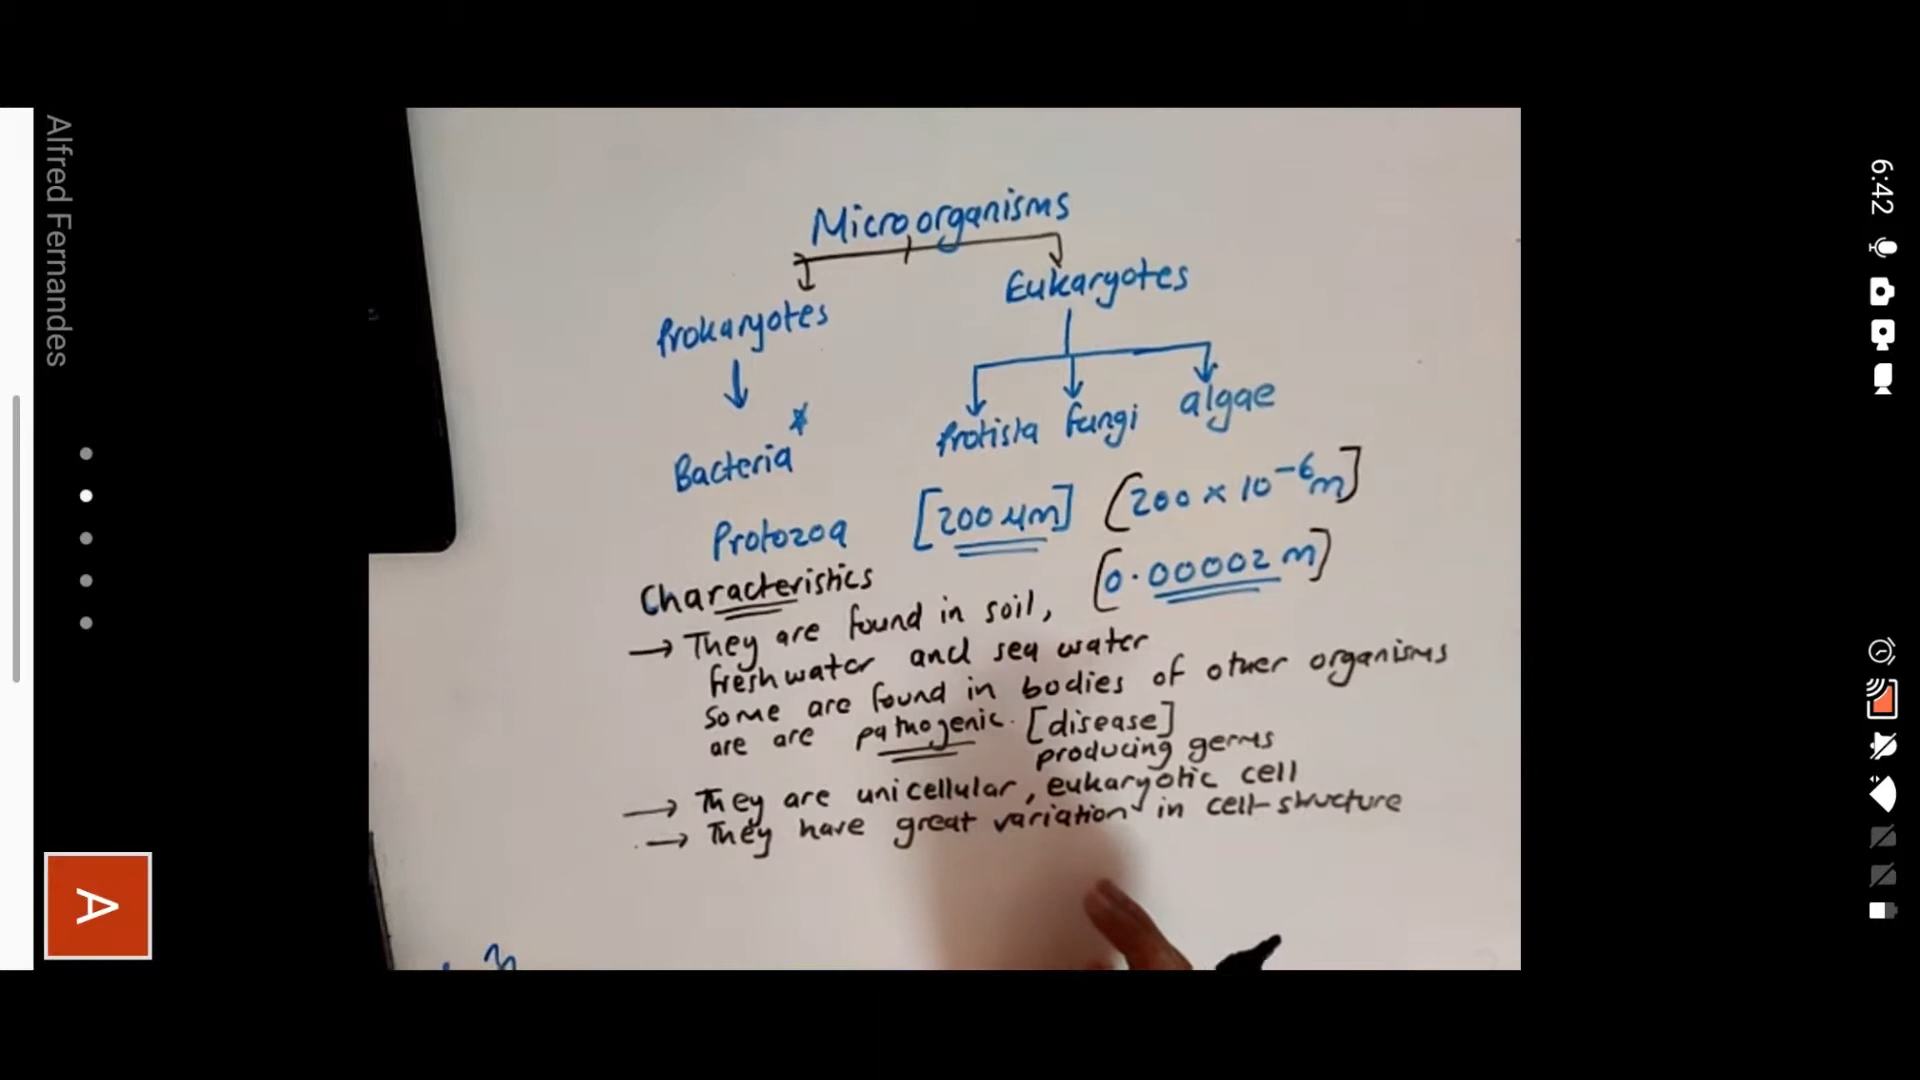 Alfred Fernandes
6:42
Microorganisms
Prokaryotes
Eukaryotes
Bacteria *
Protista fungi algae
Protozoa [200 μm] [200 × 10⁻⁶m]
Characteristics [0.00002 m]
→ They are found in soil,
freshwater and sea water
Some are found in bodies of other organisms
are are pathogenic. [disease]
producing germs
→ They are unicellular, eukaryotic cell
→ They have great variation in cell-structure
A